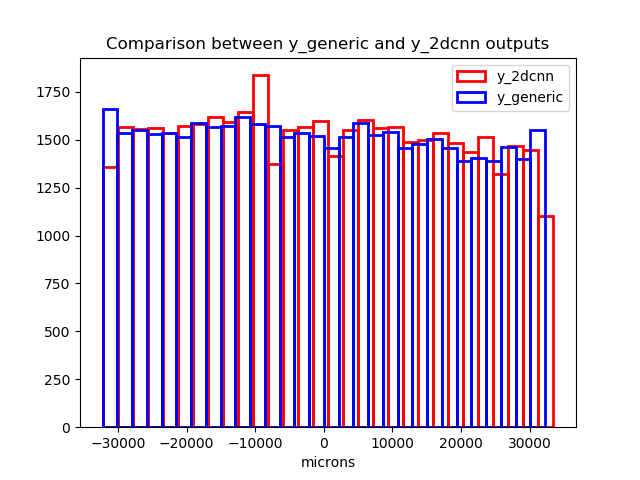 Comparison between y_generic and y_2dcnn outputs
y_2dcnn
y_generic
1750
1500
1250
1000
750
500
250
0
−30000 −20000 −10000 0 10000 20000 30000
microns